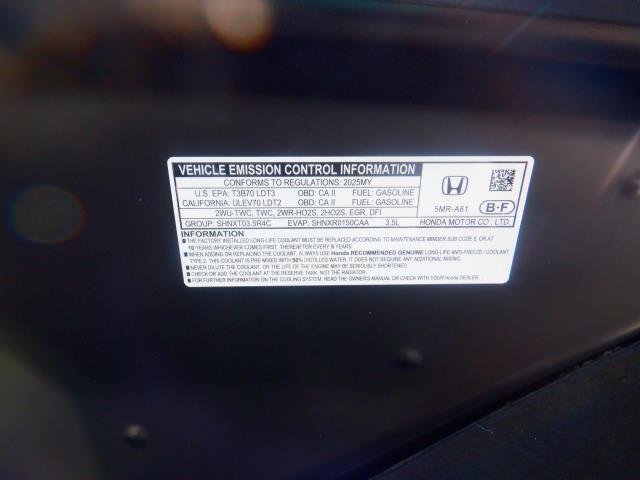 VEHICLE EMISSION CONTROL INFORMATION
CONFORMS TO REGULATIONS: 2025MY
U.S. EPA: T3B70 LDT3 OBD: CA II FUEL: GASOLINE
CALIFORNIA: ULEV70 LDT2 OBD: CA II FUEL: GASOLINE
2WU-TWC, TWC, 2WR-HO2S, 2HO2S, EGR, DFI
GROUP: SHNXT03.5R4C EVAP: SHNXR0150CAA 3.5L
5MR-A61
B-F
HONDA MOTOR CO., LTD.
INFORMATION
■ THE FACTORY INSTALLED LONG-LIFE COOLANT MUST BE REPLACED ACCORDING TO MAINTENANCE MINDER SUB CODE 5, OR AT
10 YEARS WHICHEVER COMES FIRST. THEREAFTER EVERY 5 YEARS.
■ WHEN ADDING OR REPLACING THE COOLANT, ALWAYS USE Honda RECOMMENDED GENUINE LONG-LIFE ANTI-FREEZE / COOLANT
TYPE 2. THIS COOLANT IS PRE-MIXED WITH 50% DISTILLED WATER. IT DOES NOT REQUIRE ANY ADDITIONAL MIXING.
■ NEVER DILUTE THE COOLANT, OR THE LIFE OF THE ENGINE MAY BE SERIOUSLY SHORTENED.
■ CHECK OR ADD THE COOLANT AT THE RESERVE TANK, NOT THE RADIATOR.
■ FOR FURTHER INFORMATION ON THE COOLING SYSTEM, READ THE OWNER'S MANUAL OR CHECK WITH YOUR Honda DEALER.